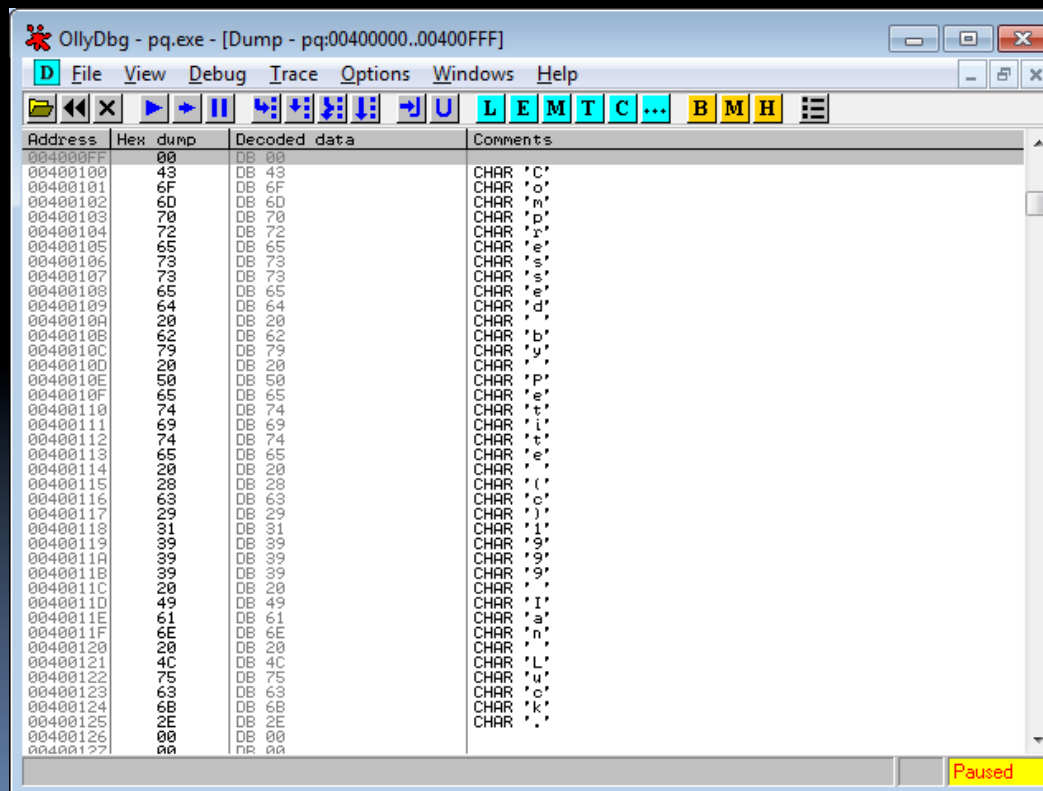 OllyDbg - pq.exe - [Dump - pq:00400000..00400FFF]
D File View Debug Trace Options Windows Help
L E M T C ... B M H
Address Hex dump Decoded data Comments
004000FF 00 DB 00
00400100 43 DB 43 CHAR 'C'
00400101 6F DB 6F CHAR 'o'
00400102 6D DB 6D CHAR 'm'
00400103 70 DB 70 CHAR 'p'
00400104 72 DB 72 CHAR 'r'
00400105 65 DB 65 CHAR 'e'
00400106 73 DB 73 CHAR 's'
00400107 73 DB 73 CHAR 's'
00400108 65 DB 65 CHAR 'e'
00400109 64 DB 64 CHAR 'd'
0040010A 20 DB 20 CHAR ' '
0040010B 62 DB 62 CHAR 'b'
0040010C 79 DB 79 CHAR 'y'
0040010D 20 DB 20 CHAR ' '
0040010E 50 DB 50 CHAR 'P'
0040010F 65 DB 65 CHAR 'e'
00400110 74 DB 74 CHAR 't'
00400111 69 DB 69 CHAR 'i'
00400112 74 DB 74 CHAR 't'
00400113 65 DB 65 CHAR 'e'
00400114 20 DB 20 CHAR ' '
00400115 28 DB 28 CHAR '('
00400116 63 DB 63 CHAR 'c'
00400117 29 DB 29 CHAR ')'
00400118 31 DB 31 CHAR '1'
00400119 39 DB 39 CHAR '9'
0040011A 39 DB 39 CHAR '9'
0040011B 39 DB 39 CHAR '9'
0040011C 20 DB 20 CHAR ' '
0040011D 49 DB 49 CHAR 'I'
0040011E 61 DB 61 CHAR 'a'
0040011F 6E DB 6E CHAR 'n'
00400120 20 DB 20 CHAR ' '
00400121 4C DB 4C CHAR 'L'
00400122 75 DB 75 CHAR 'u'
00400123 63 DB 63 CHAR 'c'
00400124 6B DB 6B CHAR 'k'
00400125 2E DB 2E CHAR '.'
00400126 00 DB 00
00400127 00 DB 00
Paused